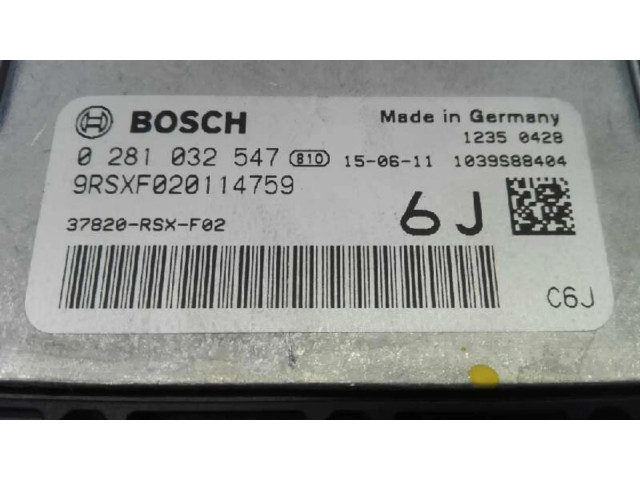 BOSCH
Made in Germany
1235 0428
0 281 032 547 810 15-06-11 1039S88404
9RSXF020114759
6J
37820-RSX-F02
C6J